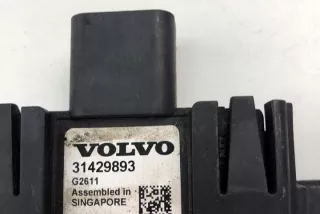 VOLVO
31429893
G2611
Assembled in
SINGAPORE